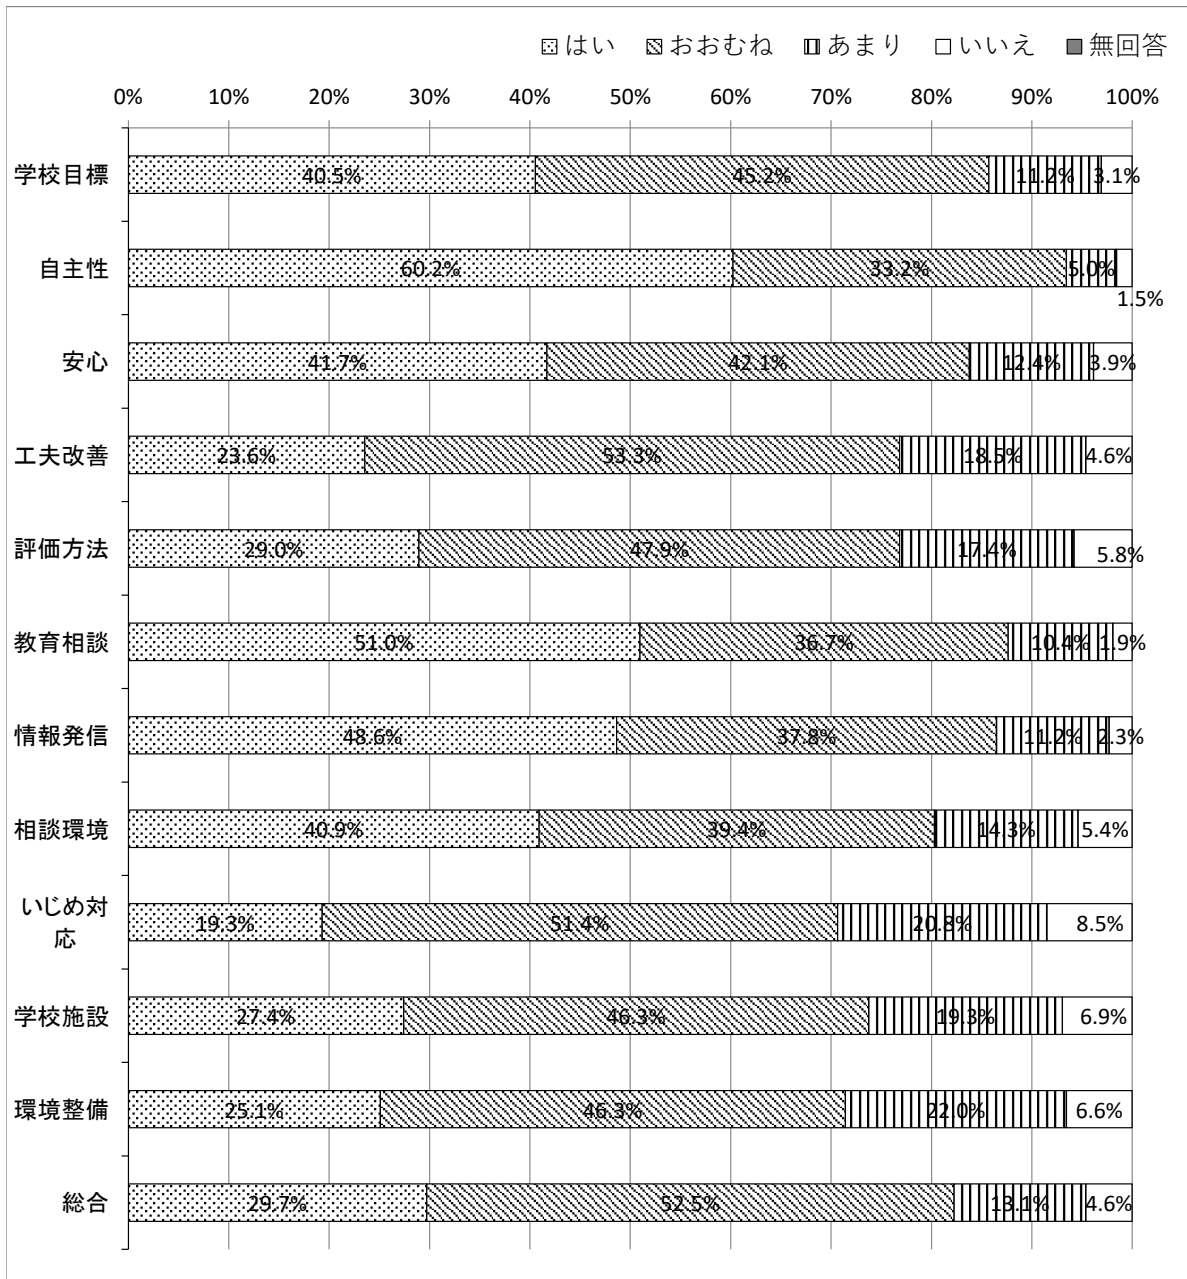 はい おおむね あまり いいえ 無回答
0% 10% 20% 30% 40% 50% 60% 70% 80% 90% 100%
学校目標 40.5% 45.2% 11.2% 3.1%
自主性 60.2% 33.2% 5.0%
1.5%
安心 41.7% 42.1% 12.4% 3.9%
工夫改善 23.6% 53.3% 18.5% 4.6%
評価方法 29.0% 47.9% 17.4% 5.8%
教育相談 51.0% 36.7% 10.4% 1.9%
情報発信 48.6% 37.8% 11.2% 2.3%
相談環境 40.9% 39.4% 14.3% 5.4%
いじめ対
応
19.3% 51.4% 20.8% 8.5%
学校施設 27.4% 46.3% 19.3% 6.9%
環境整備 25.1% 46.3% 22.0% 6.6%
総合 29.7% 52.5% 13.1% 4.6%